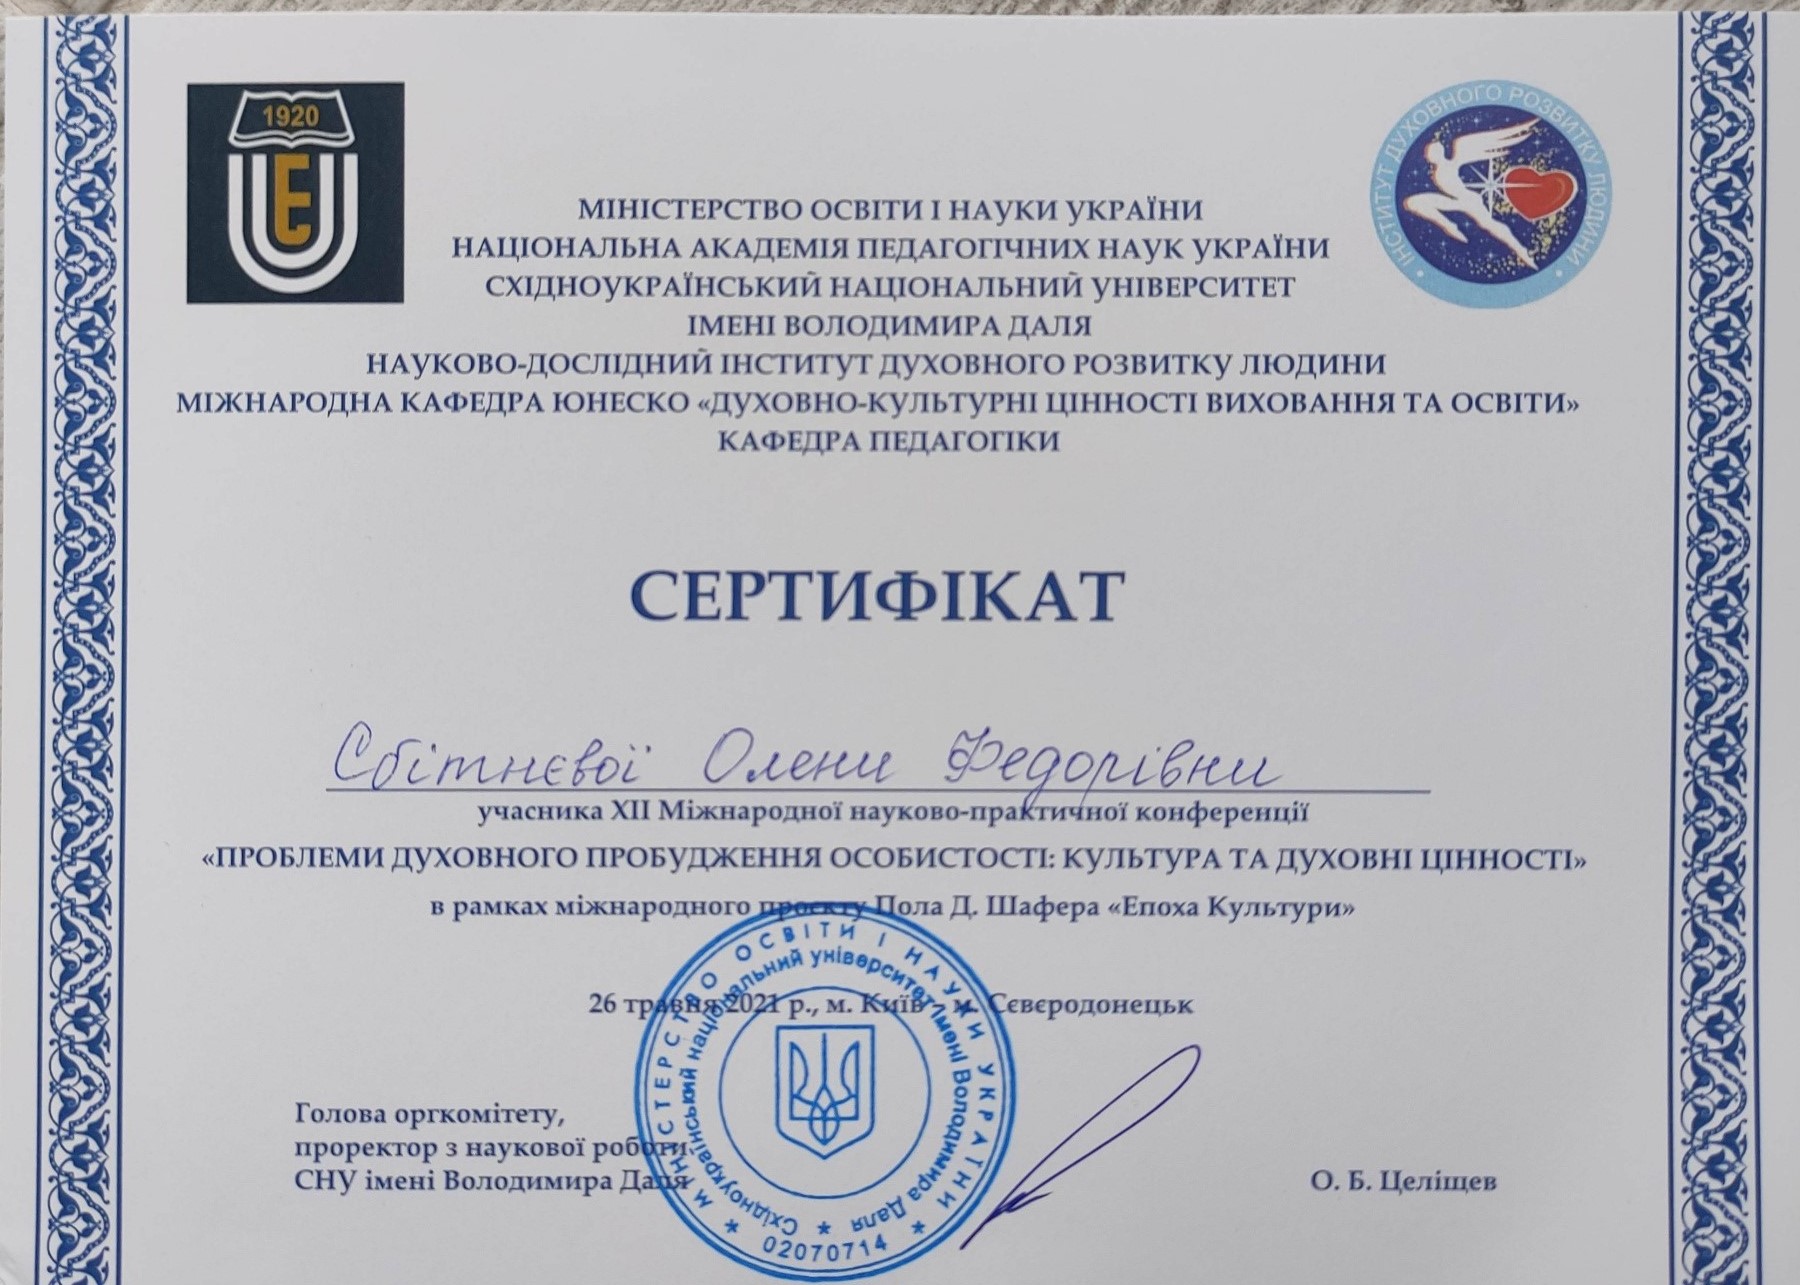 1920
ІНСТИТУТ ДУХОВНОГО РОЗВИТКУ ЛЮДИНИ
МІНІСТЕРСТВО ОСВІТИ І НАУКИ УКРАЇНИ
НАЦІОНАЛЬНА АКАДЕМІЯ ПЕДАГОГІЧНИХ НАУК УКРАЇНИ
СХІДНОУКРАЇНСЬКИЙ НАЦІОНАЛЬНИЙ УНІВЕРСИТЕТ
ІМЕНІ ВОЛОДИМИРА ДАЛЯ
НАУКОВО-ДОСЛІДНИЙ ІНСТИТУТ ДУХОВНОГО РОЗВИТКУ ЛЮДИНИ
МІЖНАРОДНА КАФЕДРА ЮНЕСКО «ДУХОВНО-КУЛЬТУРНІ ЦІННОСТІ ВИХОВАННЯ ТА ОСВІТИ»
КАФЕДРА ПЕДАГОГІКИ
СЕРТИФІКАТ
Сбітнєвої Олени Федорівни
учасника XII Міжнародної науково-практичної конференції
«ПРОБЛЕМИ ДУХОВНОГО ПРОБУДЖЕННЯ ОСОБИСТОСТІ: КУЛЬТУРА ТА ДУХОВНІ ЦІННОСТІ»
в рамках міжнародного проєкту Пола Д. Шафера «Епоха Культури»
26 травня 2021 р., м. Київ – м. Сєвєродонецьк
Голова оргкомітету,
проректор з наукової роботи
СНУ імені Володимира Даля
О. Б. Целіщев
МІНІСТЕРСТВО ОСВІТИ І НАУКИ УКРАЇНИ
Східноукраїнський національний університет імені Володимира Даля
02070714